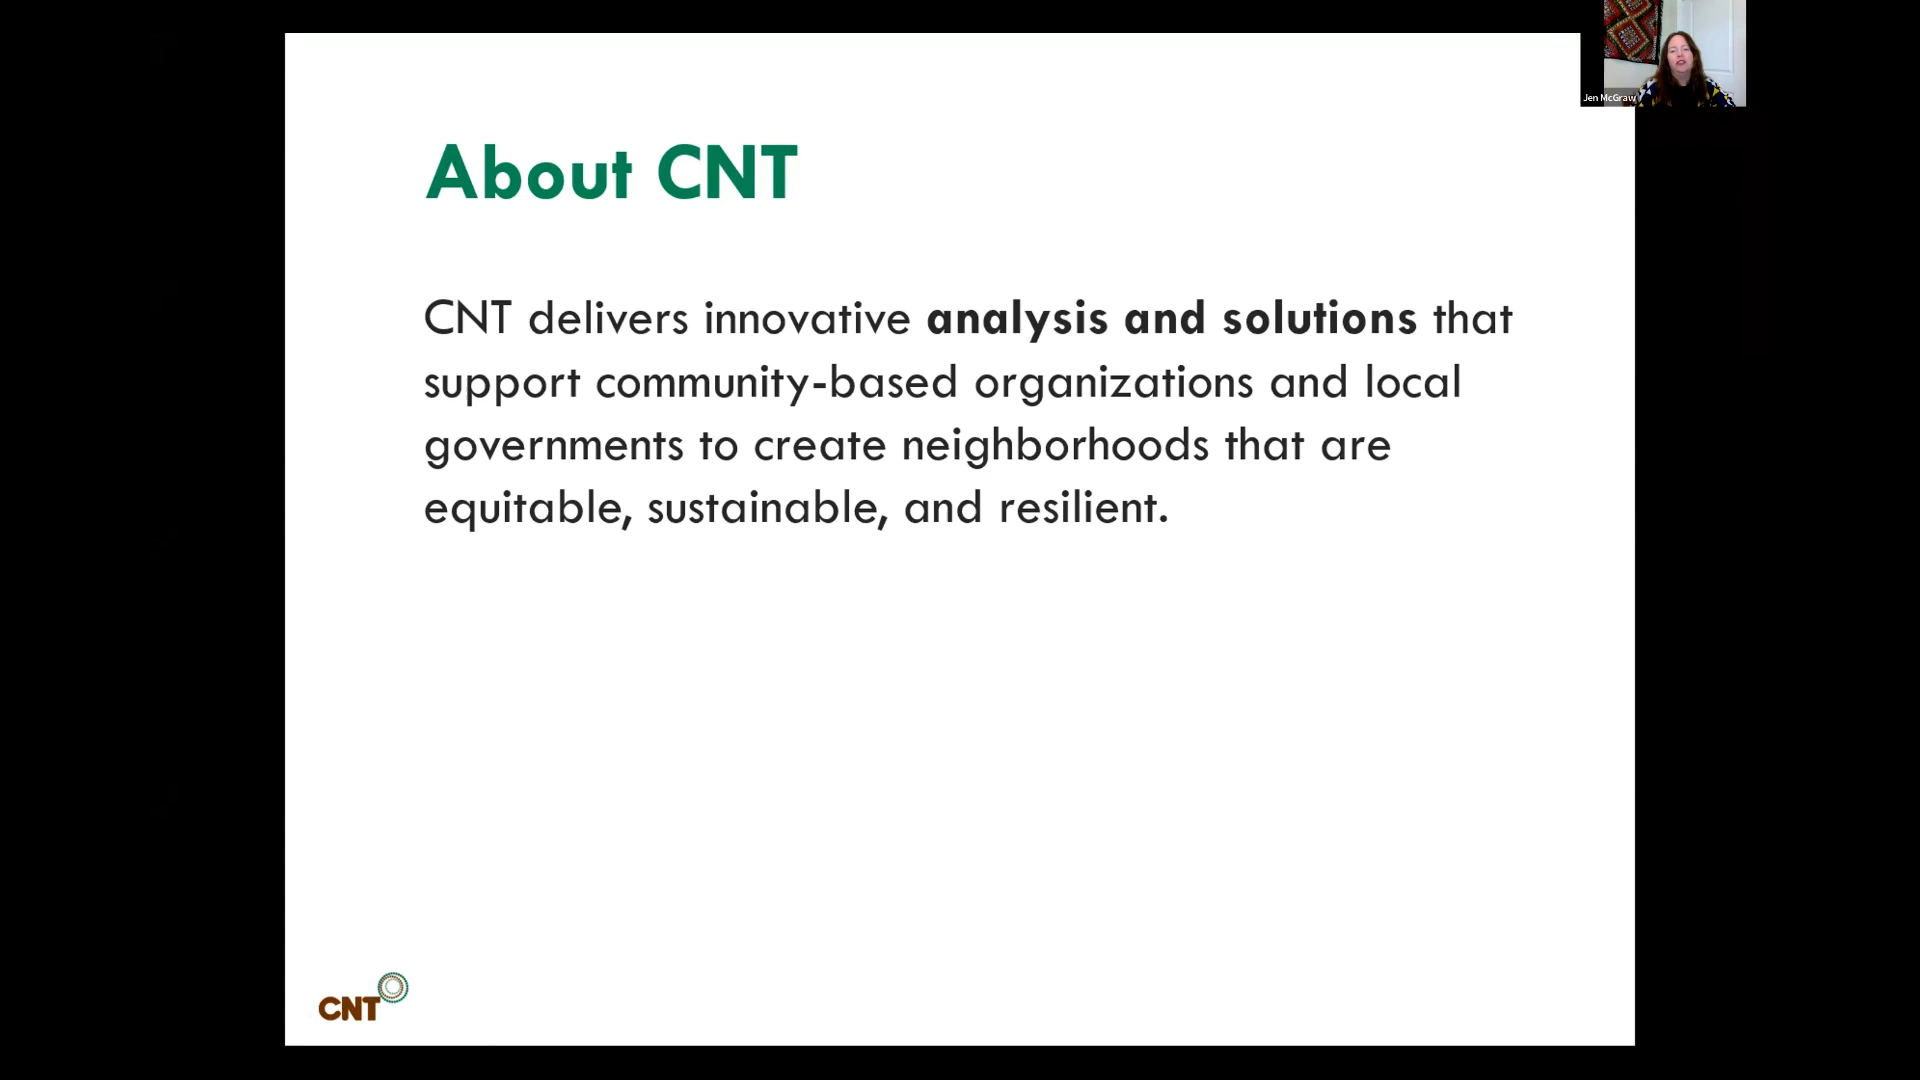 Jen McGraw
About CNT
CNT delivers innovative analysis and solutions that
support community-based organizations and local
governments to create neighborhoods that are
equitable, sustainable, and resilient.
CNT